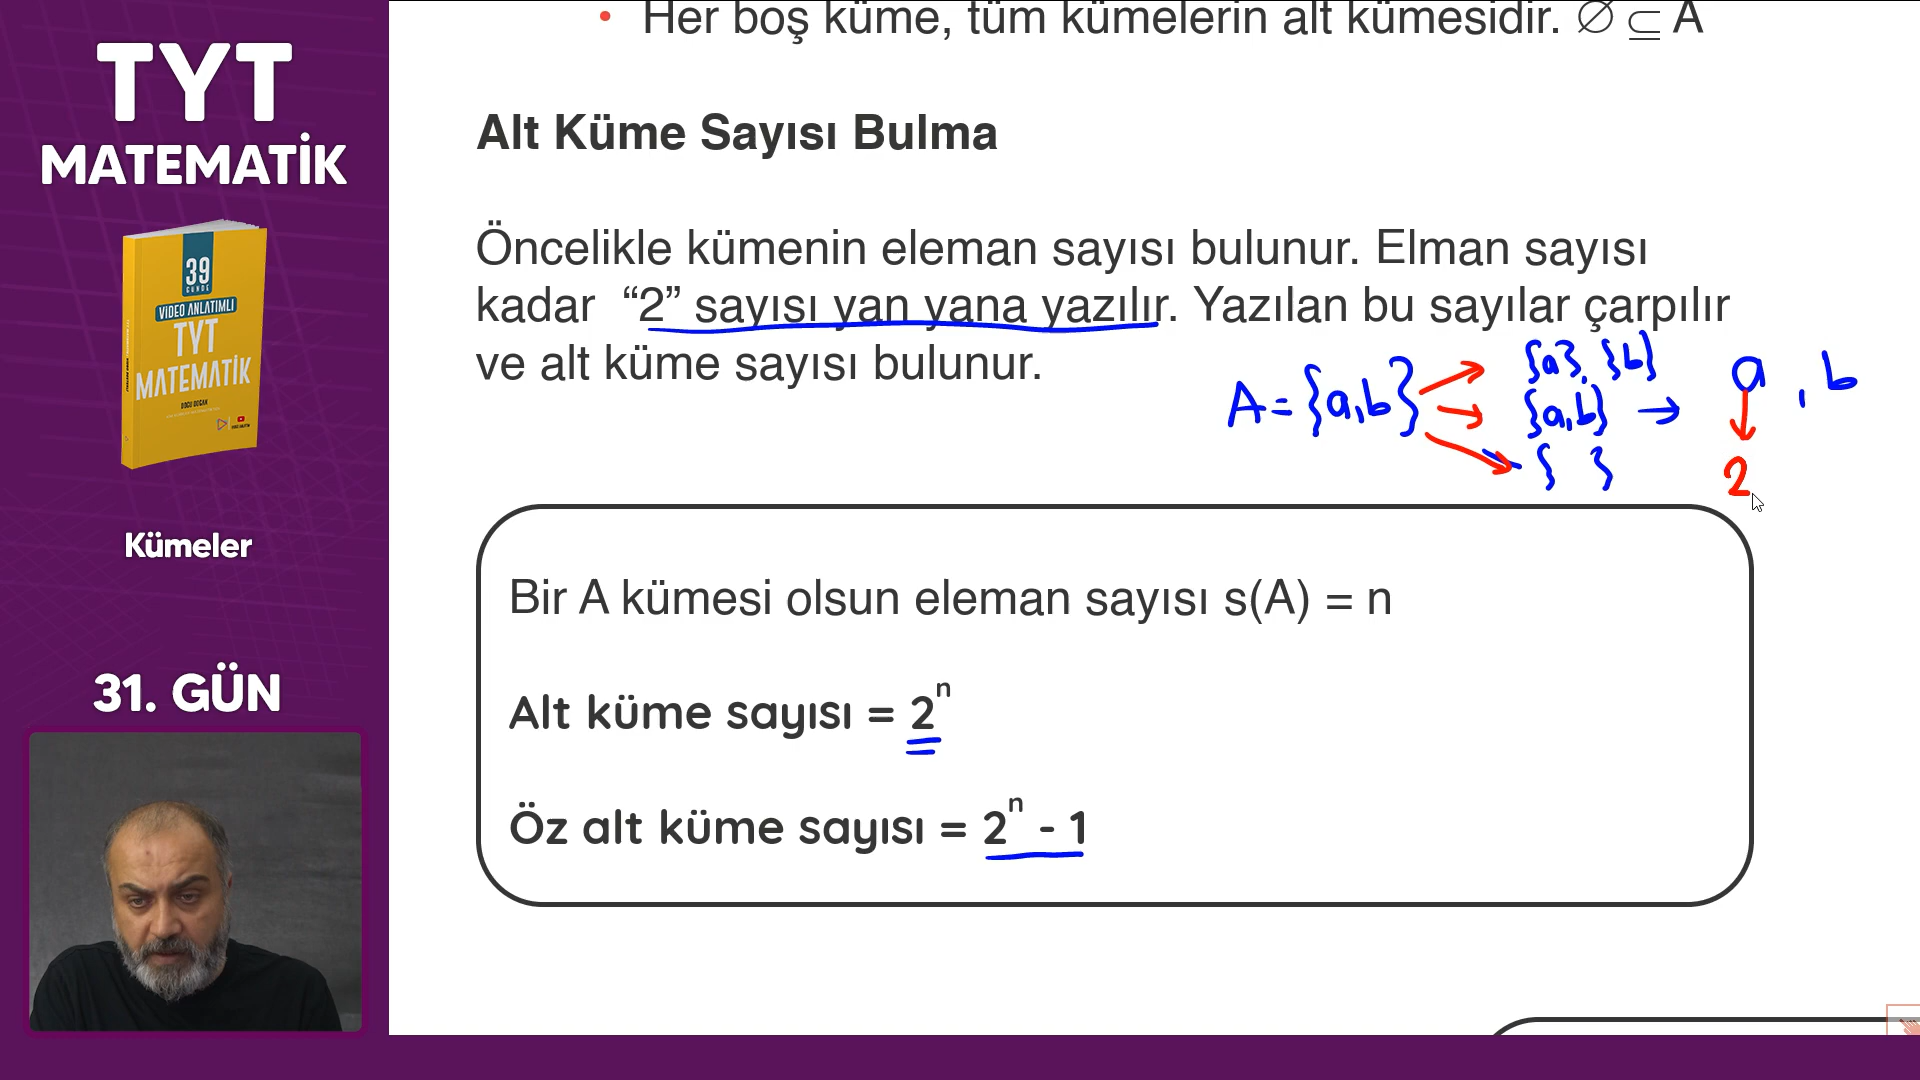 TYT
MATEMATİK
39
GÜNDE
VİDEO ANLATIMLI
TYT
MATEMATİK
Kümeler
31. GÜN
• Her boş küme, tüm kümelerin alt kümesidir. ∅ ⊆ A
Alt Küme Sayısı Bulma
Öncelikle kümenin eleman sayısı bulunur. Elman sayısı
kadar “2” sayısı yan yana yazılır. Yazılan bu sayılar çarpılır
ve alt küme sayısı bulunur.
A = {a,b}
{a}, {b}
{a,b} →
{ }
a , b
2
Bir A kümesi olsun eleman sayısı s(A) = n
Alt küme sayısı = 2ⁿ
Öz alt küme sayısı = 2ⁿ - 1